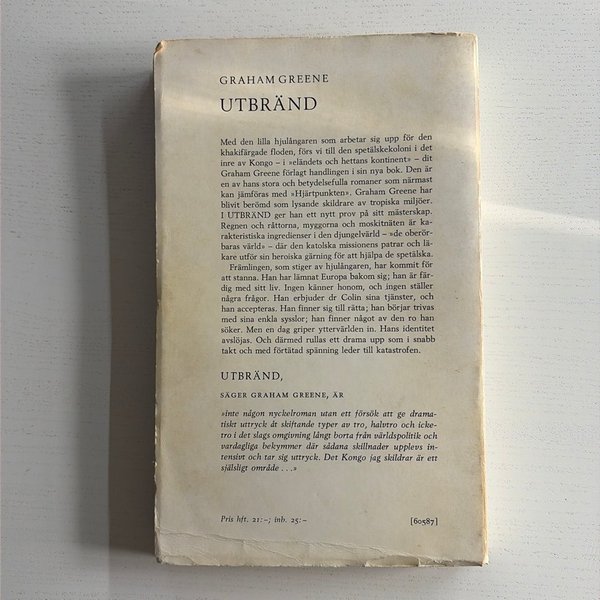 GRAHAM GREENE
UTBRÄND
Med den lilla hjulångaren som arbetar sig upp för den
khakifärgade floden, förs vi till den spetälskekoloni i det
inre av Kongo – i »eländets och hettans kontinent» – dit
Graham Greene förlagt handlingen i sin nya bok. Den är
en av hans stora och betydelsefulla romaner som närmast
kan jämföras med »Hjärtpunkten». Graham Greene har
blivit berömd som lysande skildrare av tropiska miljöer.
I UTBRÄND ger han ett nytt prov på sitt mästerskap.
Regnen och råttorna, myggorna och moskitnäten är ka-
rakteristiska ingredienser i den djungelvärld – »de oberör-
baras värld» – där den katolska missionens patrar och lä-
kare utför sin heroiska gärning för att hjälpa de spetälska.
Främlingen, som stiger av hjulångaren, har kommit för
att stanna. Han har lämnat Europa bakom sig; han är fär-
dig med sitt liv. Ingen känner honom, och ingen ställer
några frågor. Han erbjuder dr Colin sina tjänster, och
han accepteras. Han finner sig till rätta; han börjar trivas
med sina enkla sysslor; han finner något av den ro han
söker. Men en dag griper yttervärlden in. Hans identitet
avslöjas. Och därmed rullas ett drama upp som i snabb
takt och med förtätad spänning leder till katastrofen.
UTBRÄND,
SÄGER GRAHAM GREENE, ÄR
»inte någon nyckelroman utan ett försök att ge drama-
tiskt uttryck åt skiftande typer av tro, halvtro och icke-
tro i det slags omgivning långt borta från världspolitik och
vardagliga bekymmer där sådana skillnader upplevs in-
tensivt och tar sig uttryck. Det Kongo jag skildrar är ett
själsligt område . . .»
Pris hft. 21:–; inb. 25:–
[60587]